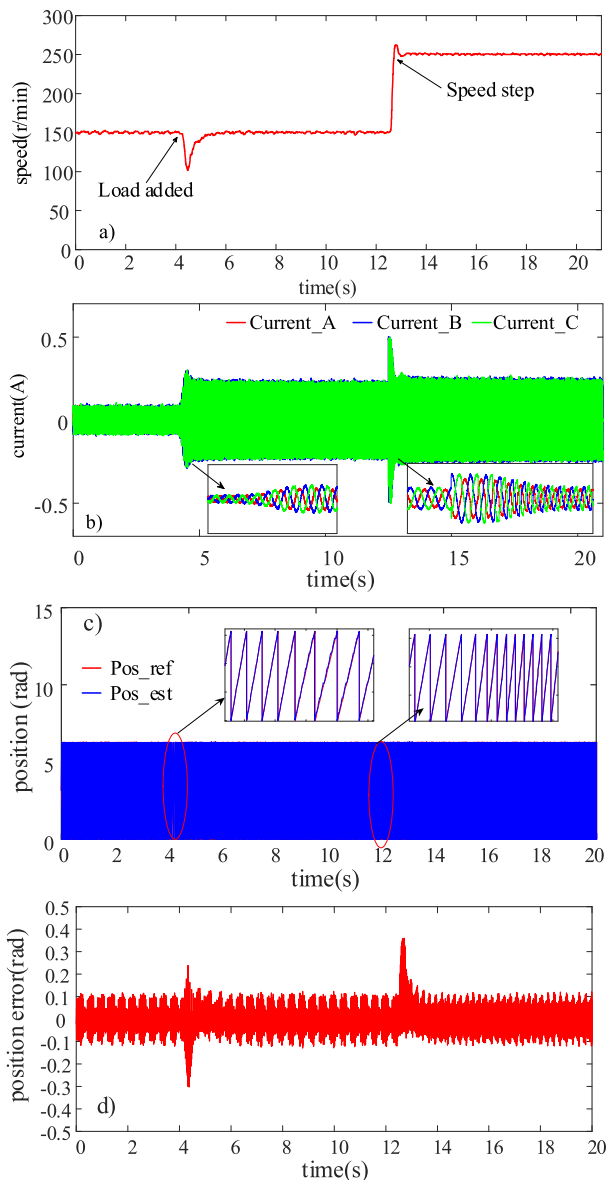 300
250
200
150
100
50
0
speed(r/min)
Speed step
Load added
a)
0 2 4 6 8 10 12 14 16 18 20
time(s)
Current_A Current_B Current_C
0.5
0
-0.5
current(A)
b)
0 5 10 15 20
time(s)
15
10
5
0
position (rad)
c)
Pos_ref
Pos_est
0 2 4 6 8 10 12 14 16 18 20
time(s)
0.5
0.4
0.3
0.2
0.1
0
-0.1
-0.2
-0.3
-0.4
-0.5
position error(rad)
d)
0 2 4 6 8 10 12 14 16 18 20
time(s)